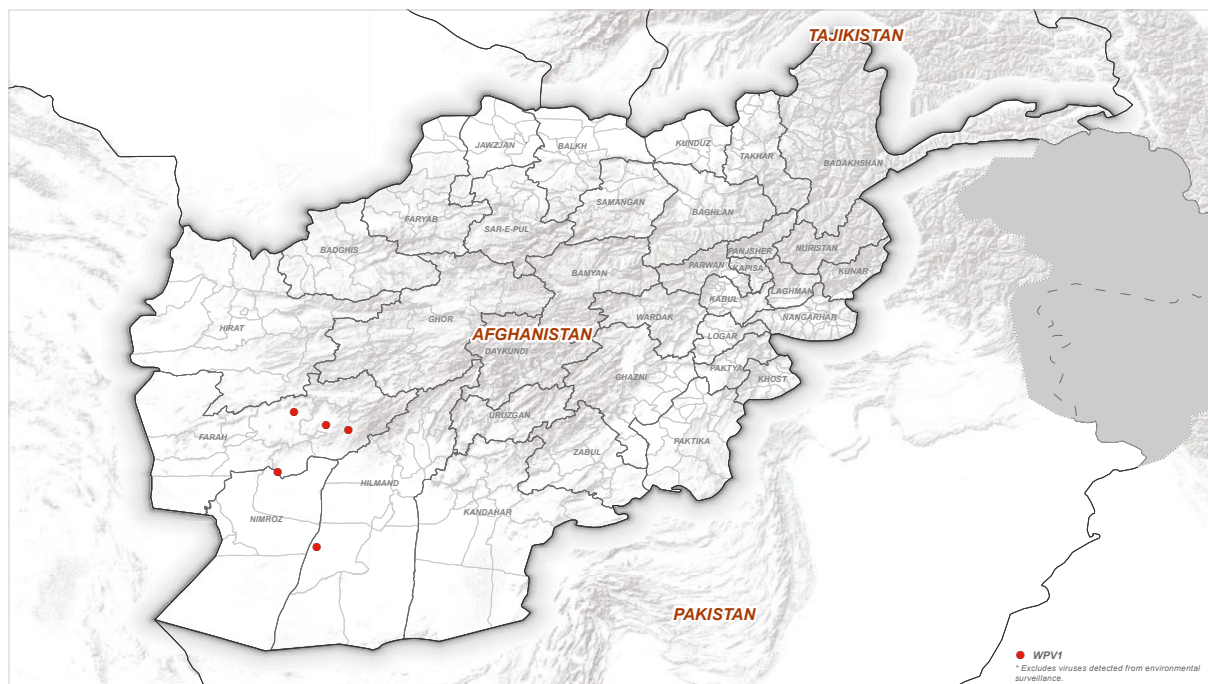 TAJIKISTAN
JAWZJAN
BALKH
KUNDUZ
TAKHAR
BADAKHSHAN
SAMANGAN
BAGHLAN
FARYAB
SAR-E-PUL
BADGHIS
PANJSHER
NURISTAN
BAMYAN
PARWAN
KAPISA
KUNAR
LAGHMAN
KABUL
HIRAT
GHOR
WARDAK
NANGARHAR
AFGHANISTAN
LOGAR
DAYKUNDI
PAKTYA
GHAZNI
KHOST
URUZGAN
FARAH
PAKTIKA
ZABUL
HILMAND
KANDAHAR
NIMROZ
PAKISTAN
WPV1
* Excludes viruses detected from environmental
surveillance.